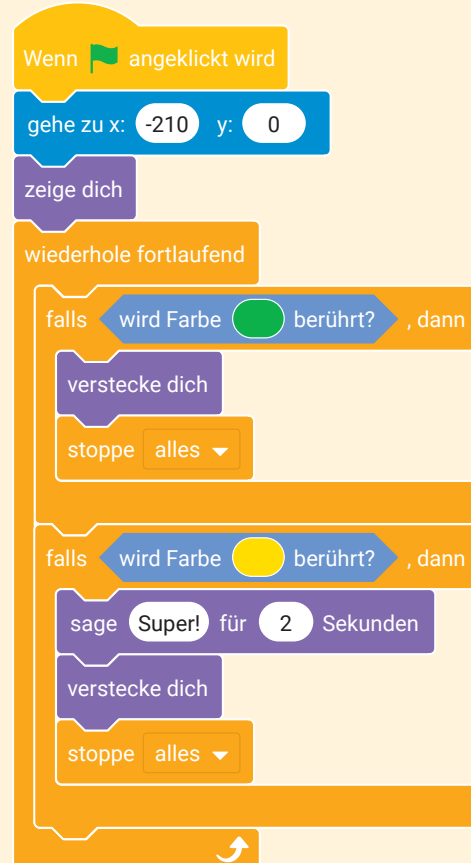 Wenn angeklickt wird
gehe zu x: -210 y: 0
zeige dich
wiederhole fortlaufend
falls wird Farbe berührt? , dann
verstecke dich
stoppe alles
falls wird Farbe berührt? , dann
sage Super! für 2 Sekunden
verstecke dich
stoppe alles